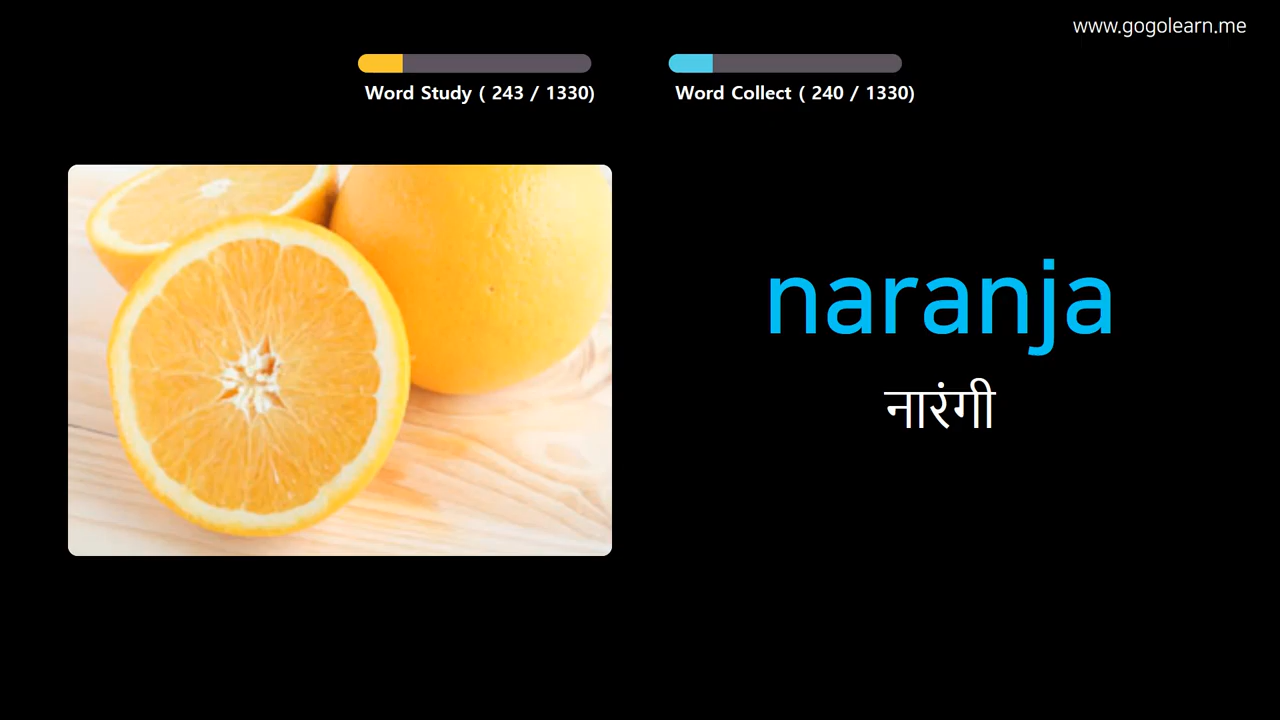 www.gogolearn.me
Word Study ( 243 / 1330)
Word Collect ( 240 / 1330)
naranja
नारंगी